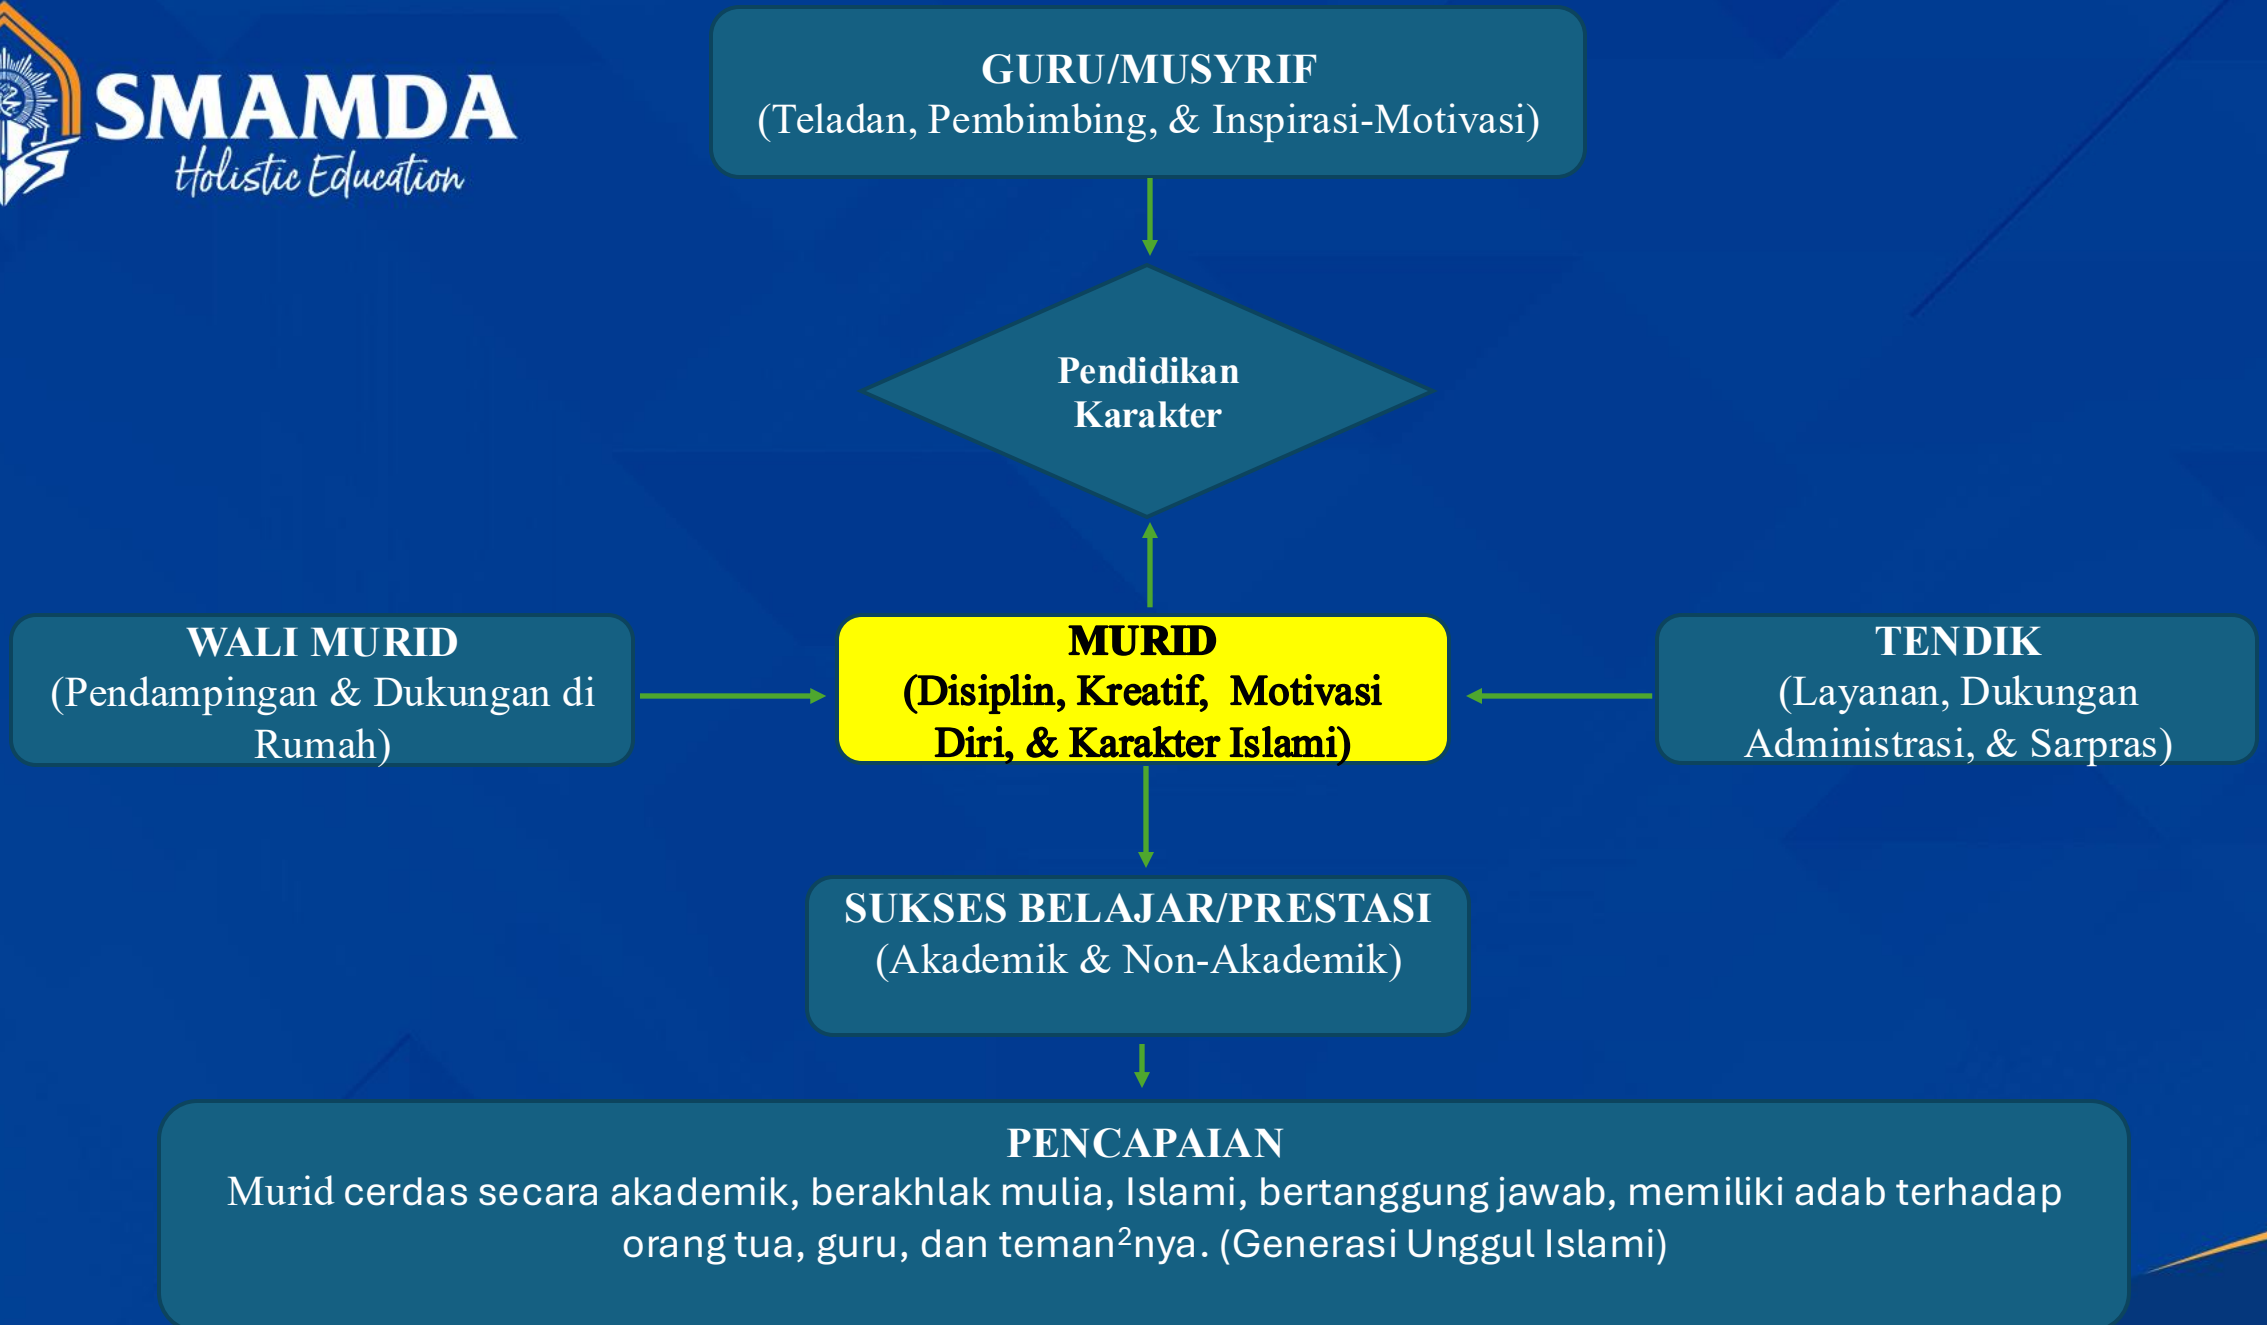 SMAMDA
Holistic Education
GURU/MUSYRIF
(Teladan, Pembimbing, & Inspirasi-Motivasi)
Pendidikan
Karakter
WALI MURID
(Pendampingan & Dukungan di
Rumah)
MURID
(Disiplin, Kreatif, Motivasi
Diri, & Karakter Islami)
TENDIK
(Layanan, Dukungan
Administrasi, & Sarpras)
SUKSES BELAJAR/PRESTASI
(Akademik & Non-Akademik)
PENCAPAIAN
Murid cerdas secara akademik, berakhlak mulia, Islami, bertanggung jawab, memiliki adab terhadap
orang tua, guru, dan teman²nya. (Generasi Unggul Islami)